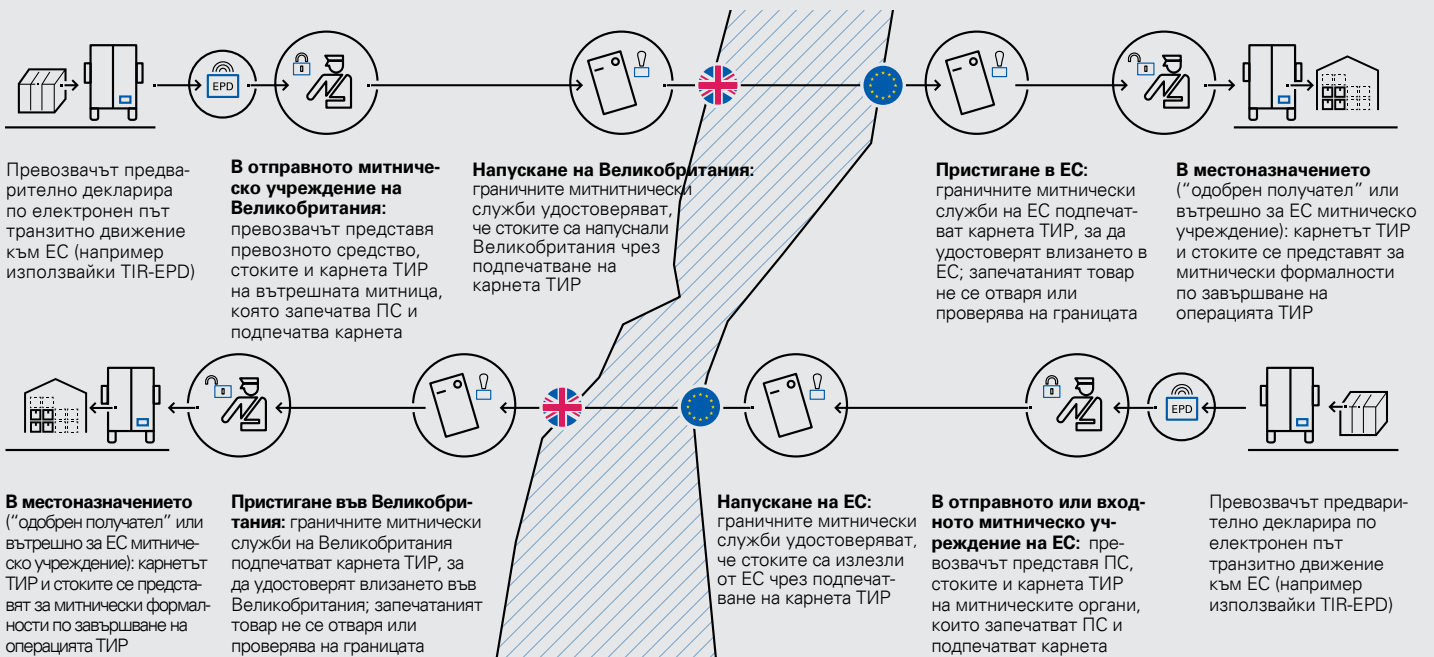 EPD
Превозвачът предва-
рително декларира
по електронен път
транзитно движение
към ЕС (например
използвайки TIR-EPD)
В отправното митниче-
ско учреждение на
Великобритания:
превозвачът представя
превозното средство,
стоките и карнета ТИР
на вътрешната митница,
която запечатва ПС и
подпечатва карнета
Напускане на Великобритания:
граничните митнитнически
служби удостоверяват,
че стоките са напуснали
Великобритания чрез
подпечатване на
карнета ТИР
Пристигане в ЕС:
граничните митнически
служби на ЕС подпечат-
ват карнета ТИР, за да
удостоверят влизането в
ЕС; запечатаният товар
не се отваря или
проверява на границата
В местоназначението
(“одобрен получател” или
вътрешно за ЕС митническо
учреждение): карнетът ТИР
и стоките се представят за
митнически формалности
по завършване на
операцията ТИР
EPD
В местоназначението
(“одобрен получател” или
вътрешно за ЕС митниче-
ско учреждение): карнетът
ТИР и стоките се предста-
вят за митнически формал-
ности по завършване на
операцията ТИР
Пристигане във Великобри-
тания: граничните митнически
служби на Великобритания
подпечатват карнета ТИР, за
да удостоверят влизането във
Великобритания; запечатаният
товар не се отваря или
проверява на границата
Напускане на ЕС:
граничните митнически
служби удостоверяват,
че стоките са излезли
от ЕС чрез подпечат-
ване на карнета ТИР
В отправното или вход-
ното митническо уч-
реждение на ЕС: пре-
возвачът представя ПС,
стоките и карнета ТИР
на митническите органи,
които запечатват ПС и
подпечатват карнета
Превозвачът предвари-
телно декларира по
електронен път
транзитно движение
към ЕС (например
използвайки TIR-EPD)